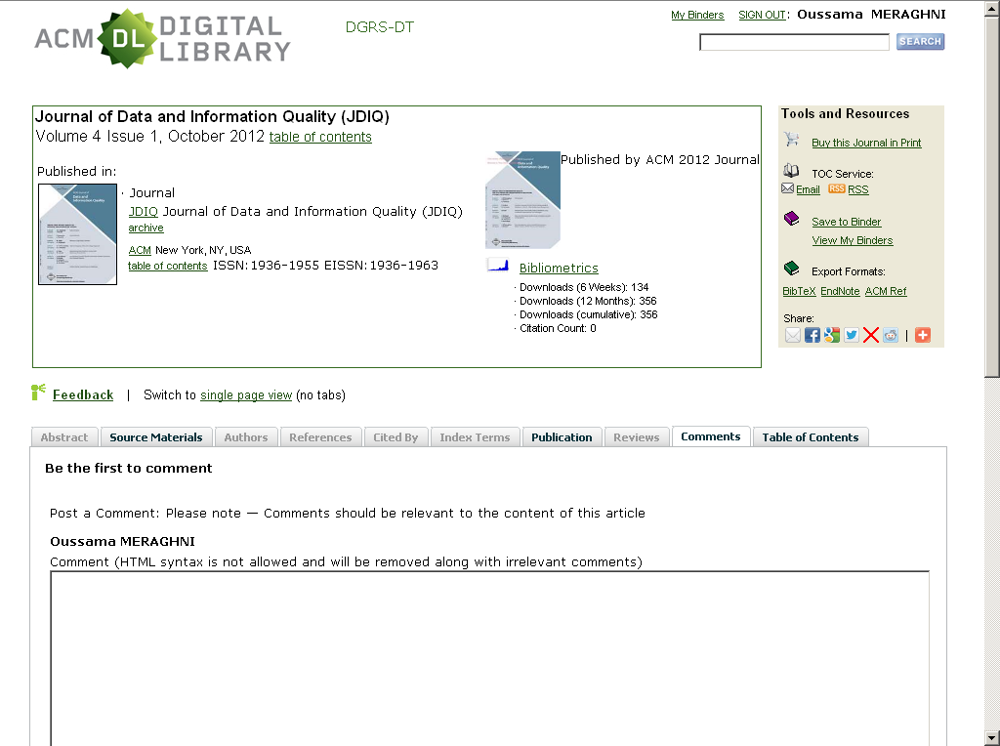 ACM DL DIGITAL LIBRARY
DGRS-DT
My Binders SIGN OUT: Oussama MERAGHNI
SEARCH
Journal of Data and Information Quality (JDIQ)
Volume 4 Issue 1, October 2012 table of contents
Published in:
· Journal
JDIQ Journal of Data and Information Quality (JDIQ)
archive
ACM New York, NY, USA
table of contents ISSN:1936-1955 EISSN:1936-1963
Published by ACM 2012 Journal
Bibliometrics
· Downloads (6 Weeks): 134
· Downloads (12 Months): 356
· Downloads (cumulative): 356
· Citation Count: 0
Tools and Resources
Buy this Journal in Print
TOC Service:
Email RSS RSS
Save to Binder
View My Binders
Export Formats:
BibTeX EndNote ACM Ref
Share:
|
Feedback | Switch to single page view (no tabs)
Abstract Source Materials Authors References Cited By Index Terms Publication Reviews Comments Table of Contents
Be the first to comment
Post a Comment: Please note — Comments should be relevant to the content of this article
Oussama MERAGHNI
Comment (HTML syntax is not allowed and will be removed along with irrelevant comments)